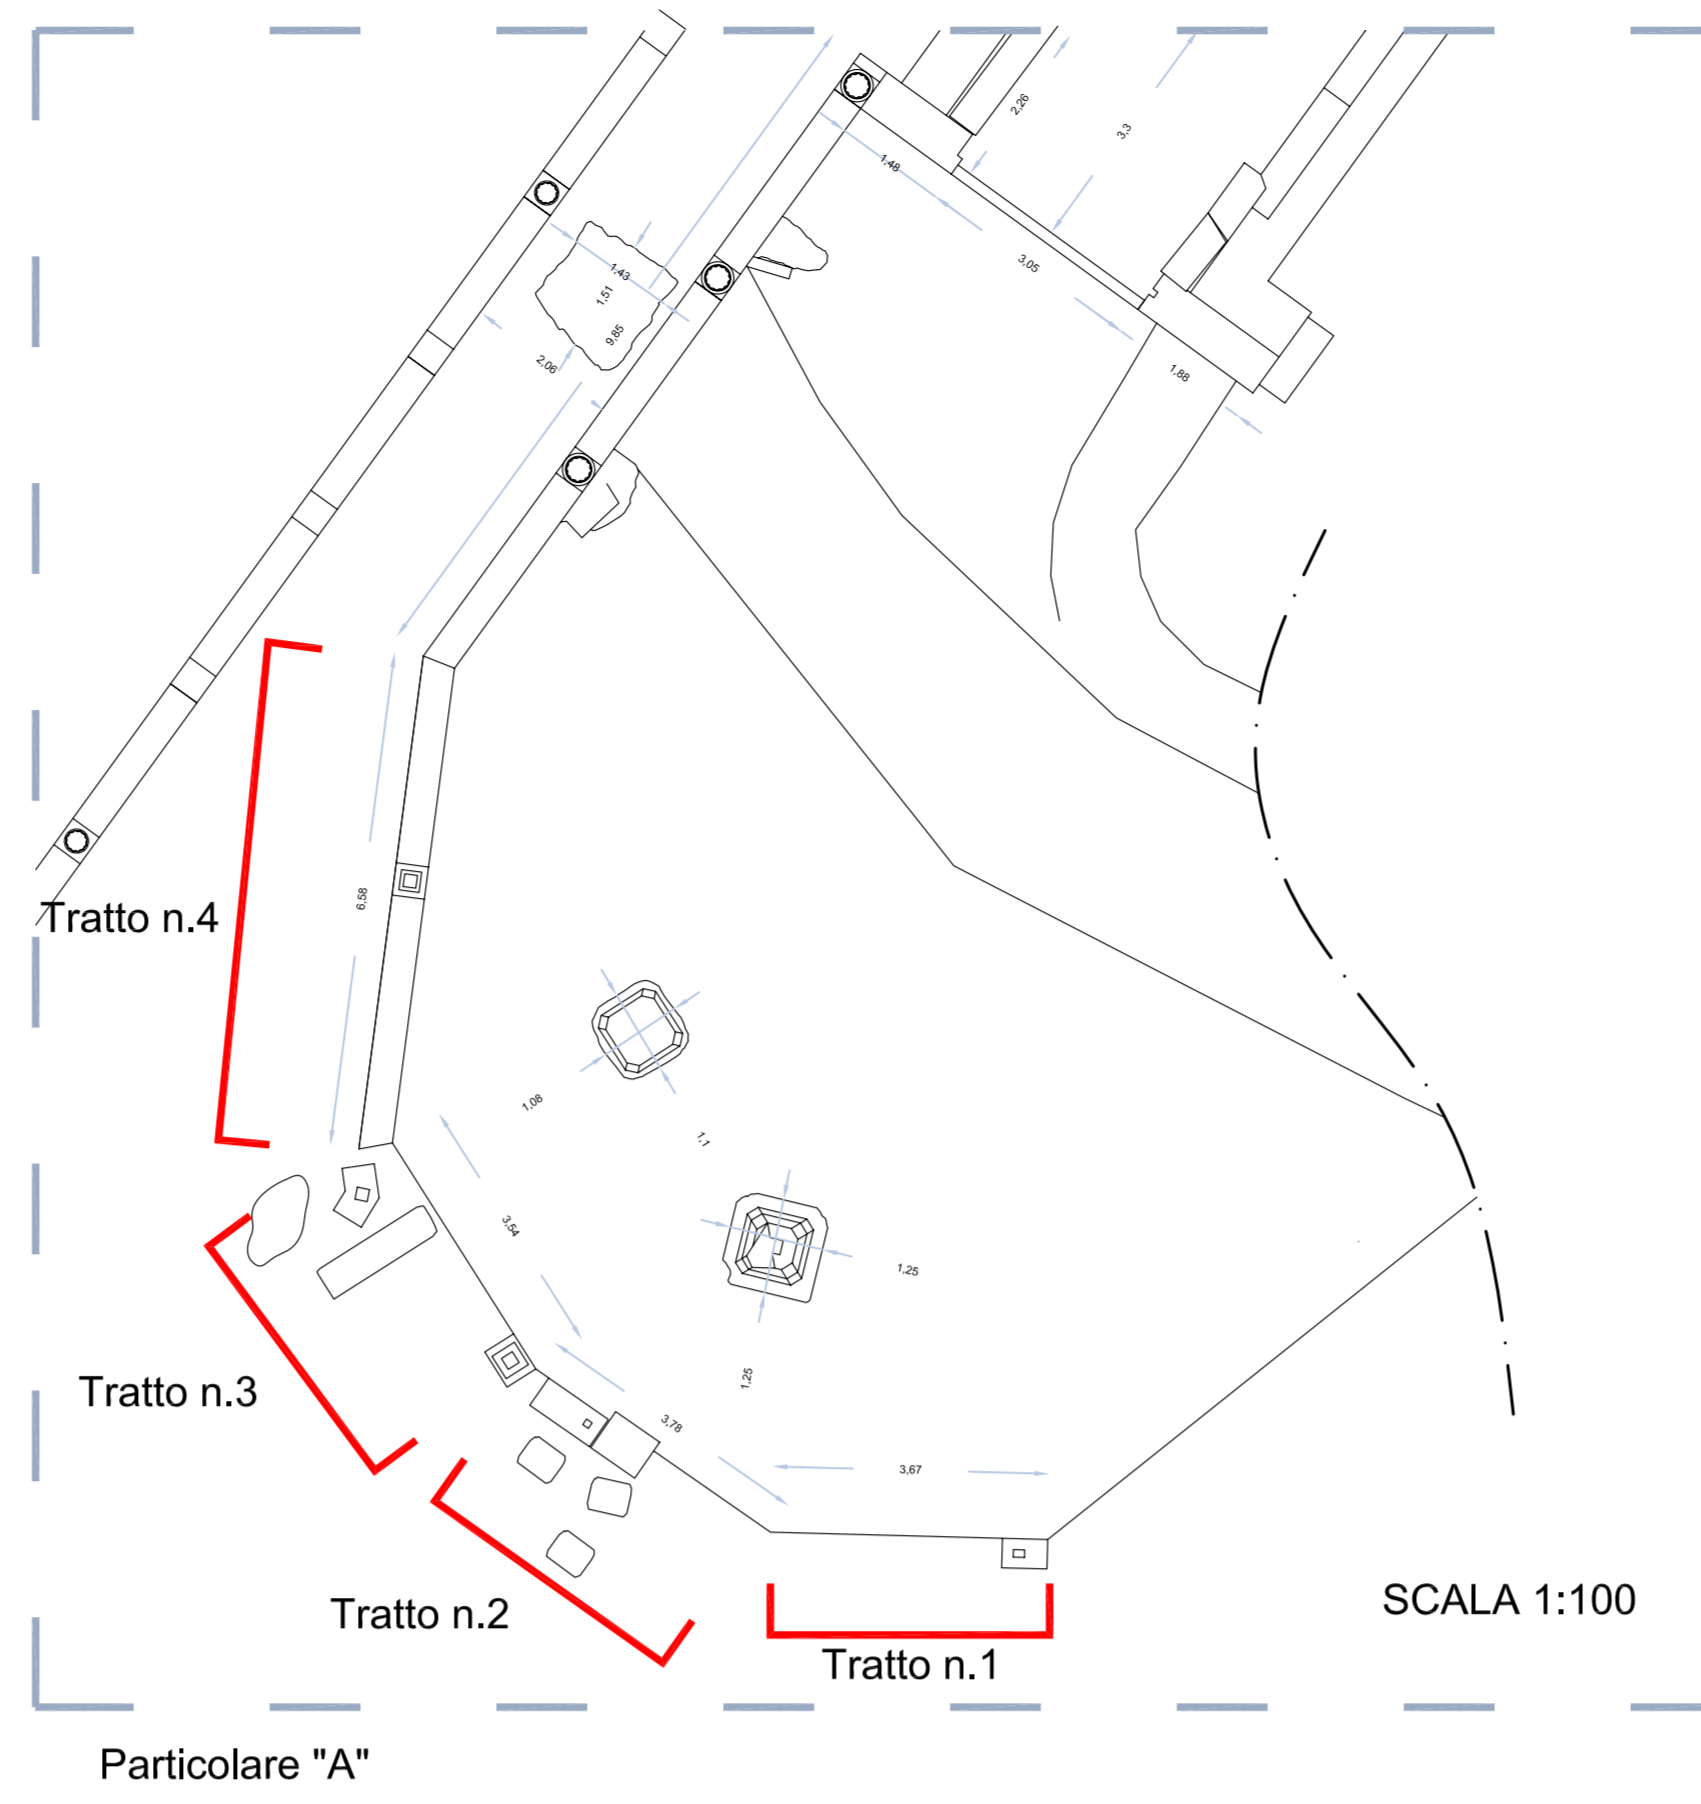 2,26
3,3
1,48
3,05
1,43
1,51
9,85
2,06
1,88
6,58
Tratto n.4
1,08
1,1
3,54
1,25
1,25
Tratto n.3
3,78
3,67
Tratto n.2
SCALA 1:100
Tratto n.1
Particolare "A"